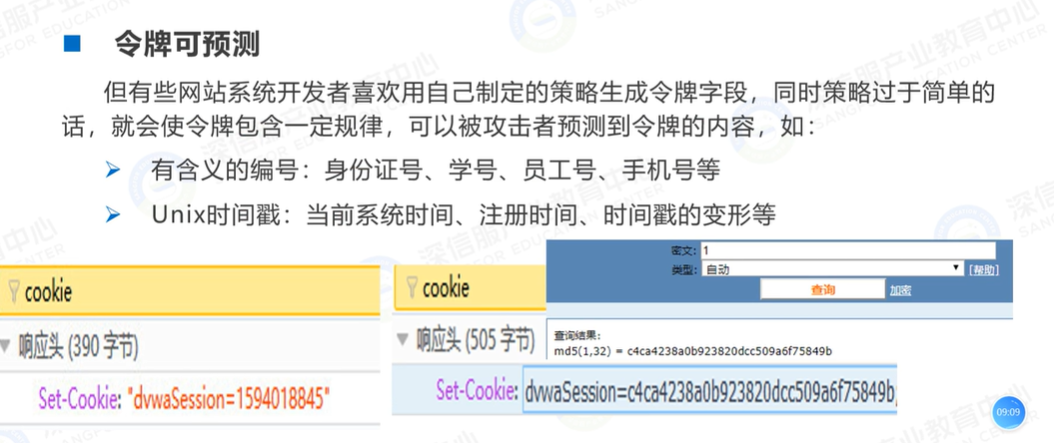 令牌可预测
但有些网站系统开发者喜欢用自己制定的策略生成令牌字段，同时策略过于简单的
话，就会使令牌包含一定规律，可以被攻击者预测到令牌的内容，如：
有含义的编号：身份证号、学号、员工号、手机号等
Unix时间戳：当前系统时间、注册时间、时间戳的变形等
cookie
响应头 (390 字节)
Set-Cookie: "dvwaSession=1594018845"
cookie
响应头 (505 字节)
Set-Cookie: dvwaSession=c4ca4238a0b923820dcc509a6f75849b;
密文: 1
类型: 自动 [帮助]
查询 加密
查询结果:
md5(1,32) = c4ca4238a0b923820dcc509a6f75849b
09:09
深信服产业教育中心
SANGFOR EDUCATION CENTER